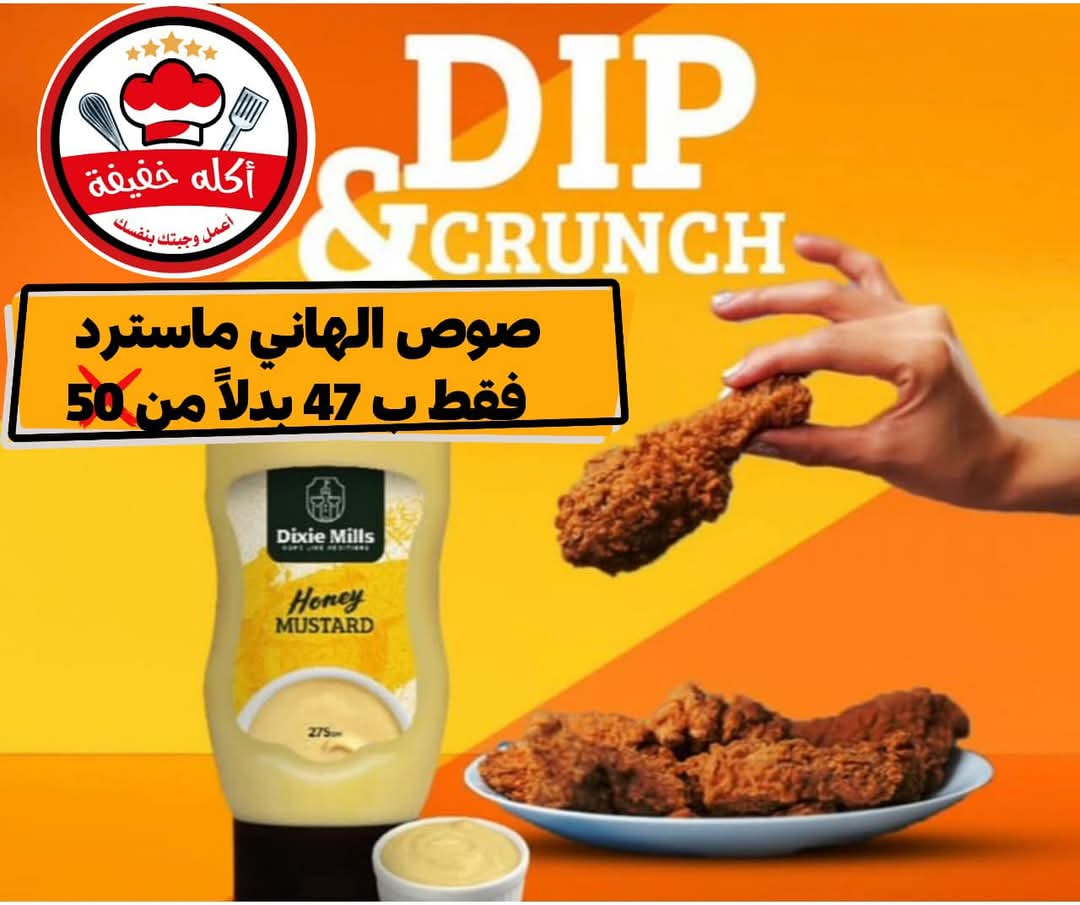 أكله خفيفة
أعمل وجبتك بنفسك
DIP
&CRUNCH
صوص الهاني ماسترد
فقط ب 47 بدلاً من 50
Dixie Mills
Honey
MUSTARD
275